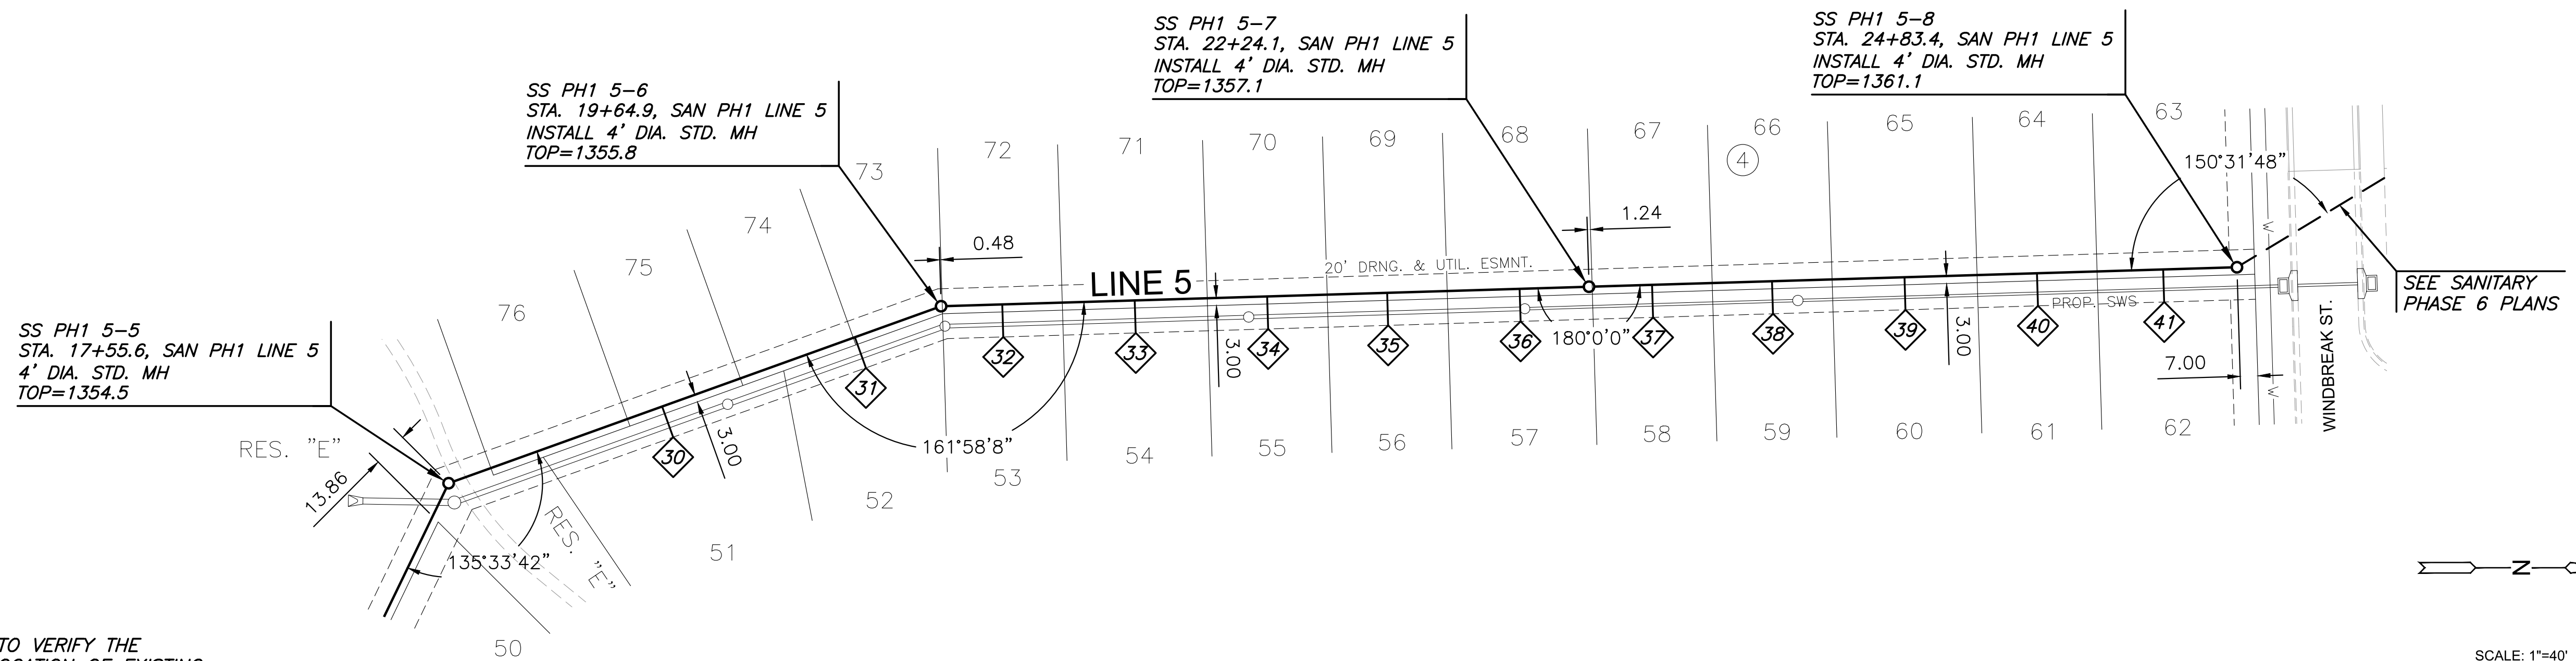 SS PH1 5-7
STA. 22+24.1, SAN PH1 LINE 5
INSTALL 4' DIA. STD. MH
TOP=1357.1
SS PH1 5-8
STA. 24+83.4, SAN PH1 LINE 5
INSTALL 4' DIA. STD. MH
TOP=1361.1
SS PH1 5-6
STA. 19+64.9, SAN PH1 LINE 5
INSTALL 4' DIA. STD. MH
TOP=1355.8
SS PH1 5-5
STA. 17+55.6, SAN PH1 LINE 5
4' DIA. STD. MH
TOP=1354.5
76
75
74
73
72
71
70
69
68
67
66
65
64
63
4
150°31'48"
0.48
1.24
LINE 5
20' DRNG. & UTIL. ESMNT.
PROP. SWS
W
W
SEE SANITARY
PHASE 6 PLANS
WINDBREAK ST.
30
31
32
33
34
35
36
37
38
39
40
41
3.00
3.00
3.00
7.00
180°0'0"
161°58'8"
135°33'42"
13.86
RES. "E"
RES. "E"
50
51
52
53
54
55
56
57
58
59
60
61
62
N
TO VERIFY THE
SCALE: 1"=40'